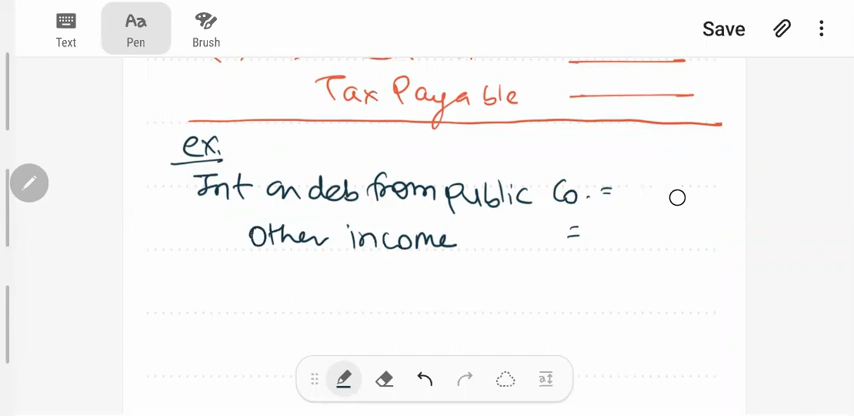 Save
Text
Pen
Brush
Tax Payable
ex.
Int on deb from public Co. =
Other income =